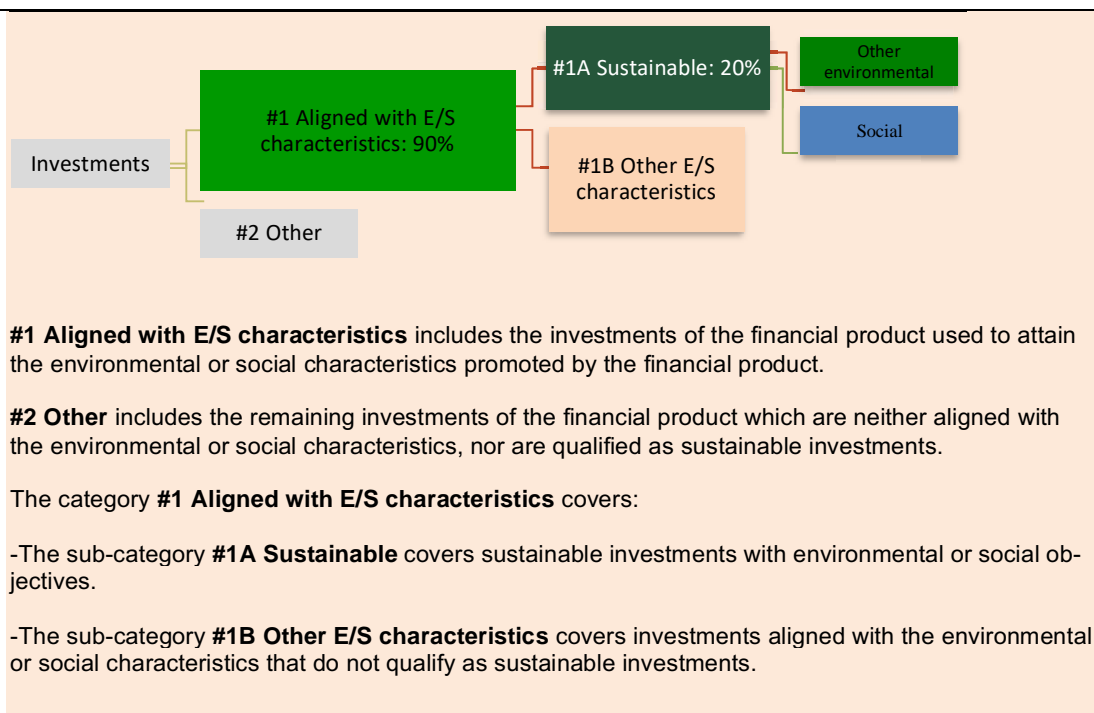 Investments
#1 Aligned with E/S
characteristics: 90%
#2 Other
#1A Sustainable: 20%
#1B Other E/S
characteristics
Other
environmental
Social
#1 Aligned with E/S characteristics includes the investments of the financial product used to attain
the environmental or social characteristics promoted by the financial product.
#2 Other includes the remaining investments of the financial product which are neither aligned with
the environmental or social characteristics, nor are qualified as sustainable investments.
The category #1 Aligned with E/S characteristics covers:
-The sub-category #1A Sustainable covers sustainable investments with environmental or social ob-
jectives.
-The sub-category #1B Other E/S characteristics covers investments aligned with the environmental
or social characteristics that do not qualify as sustainable investments.